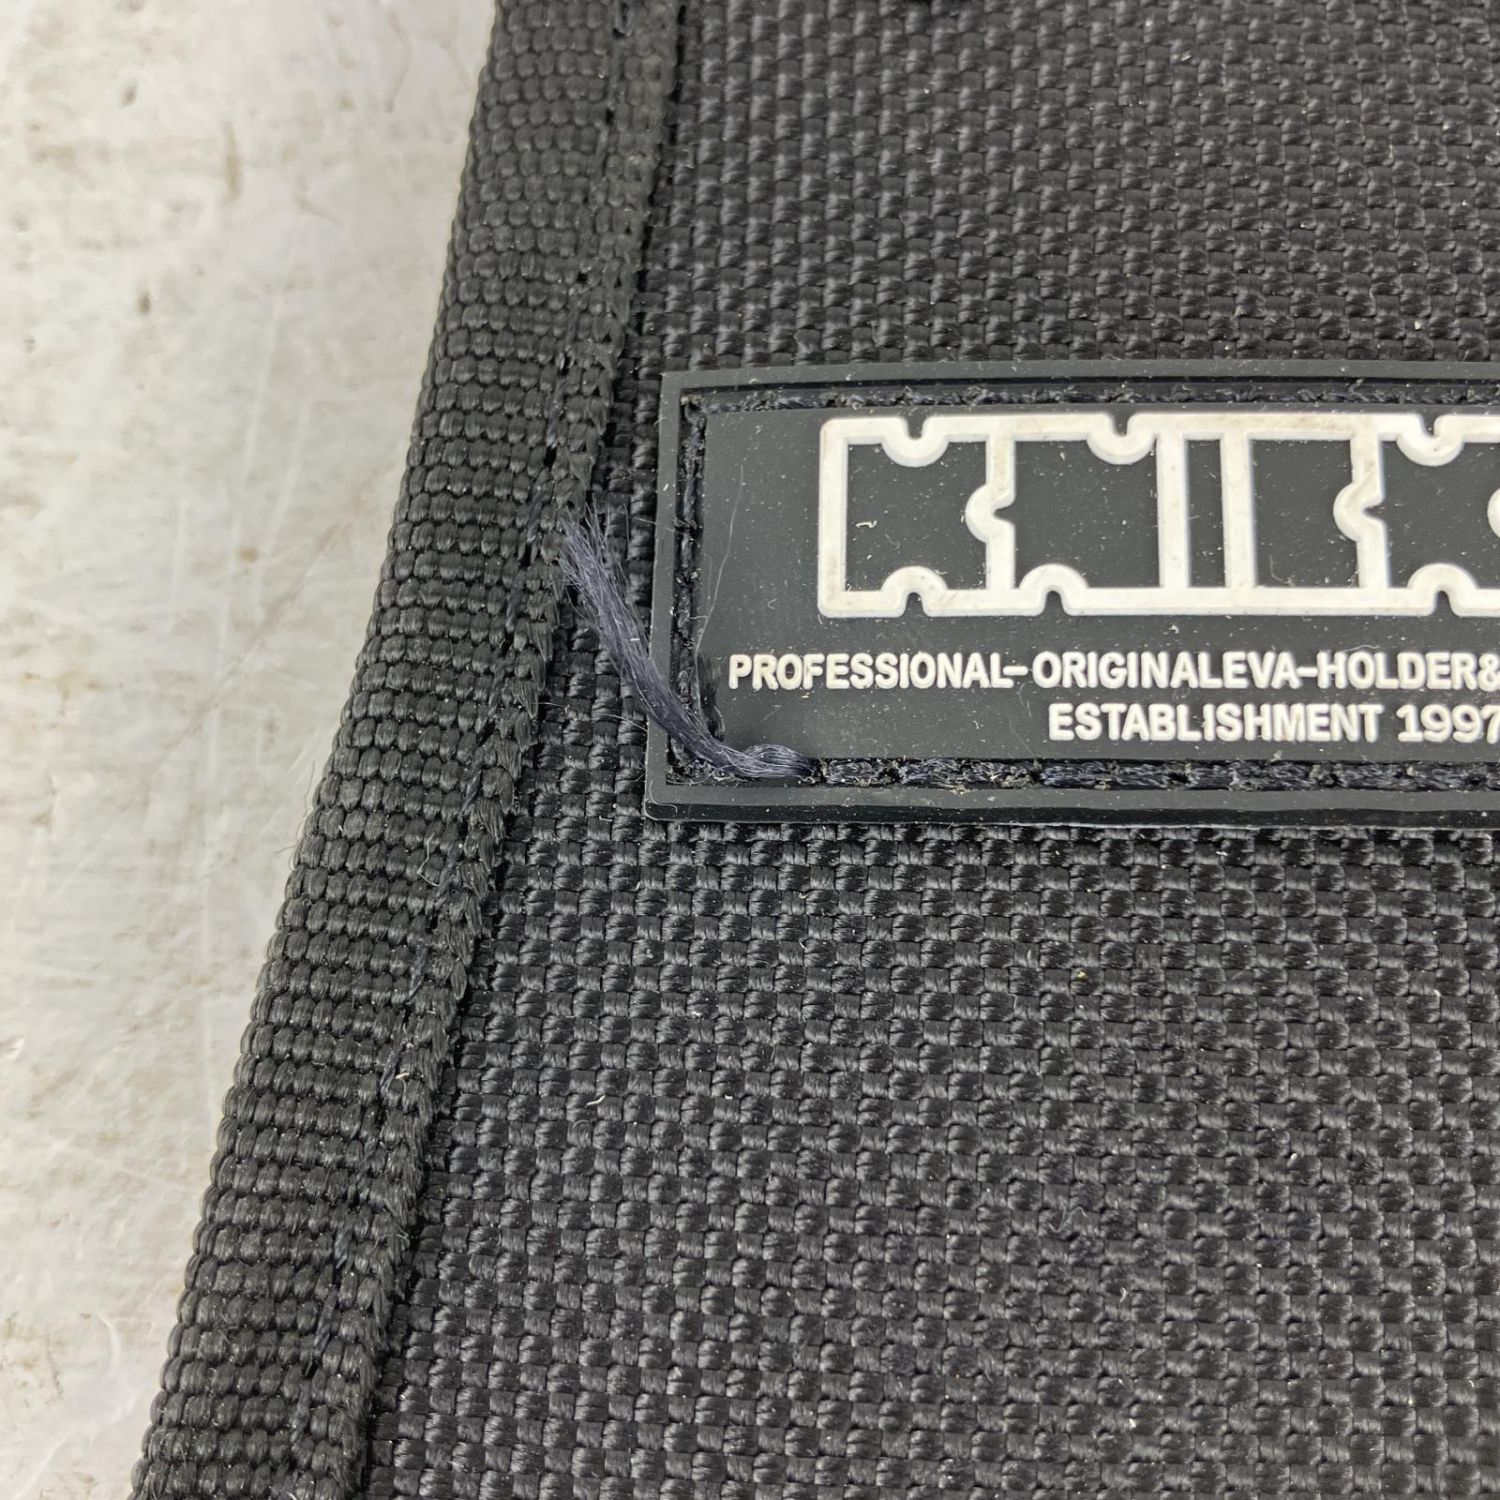 PROFESSIONAL-ORIGINALEVA-HOLDER&
ESTABLISHMENT 1997